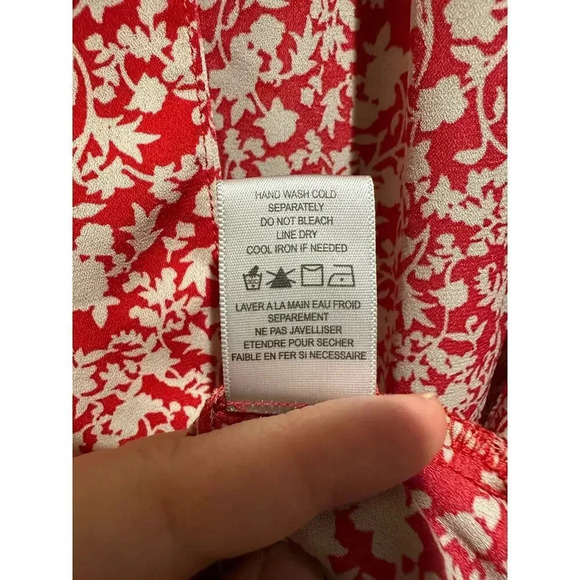 HAND WASH COLD
SEPARATELY
DO NOT BLEACH
LINE DRY
COOL IRON IF NEEDED
LAVER A LA MAIN EAU FROID
SEPAREMENT
NE PAS JAVELLISER
ETENDRE POUR SECHER
FAIBLE EN FER SI NECESSAIRE